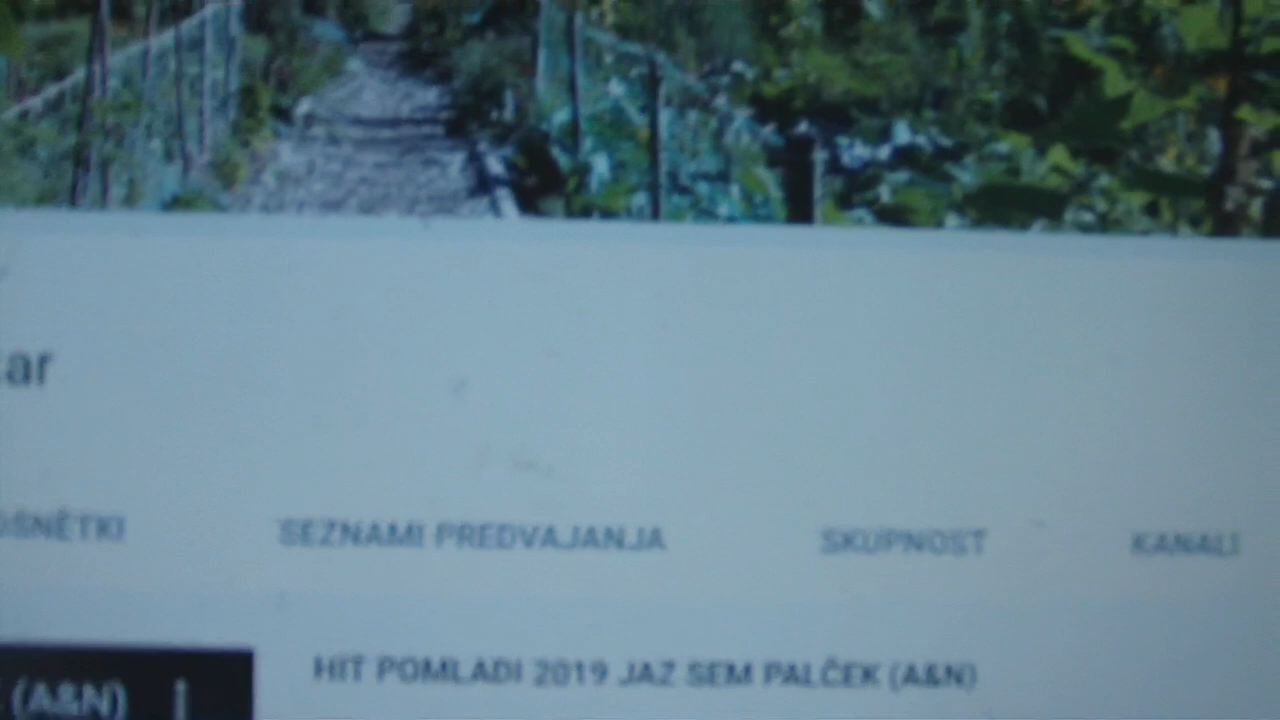 ar
SEZNAMI PREDVAJANJA SKUPNOST KANALI
HIT POMLADI 2019 JAZ SEM PALČEK (A&N)
(A&N)